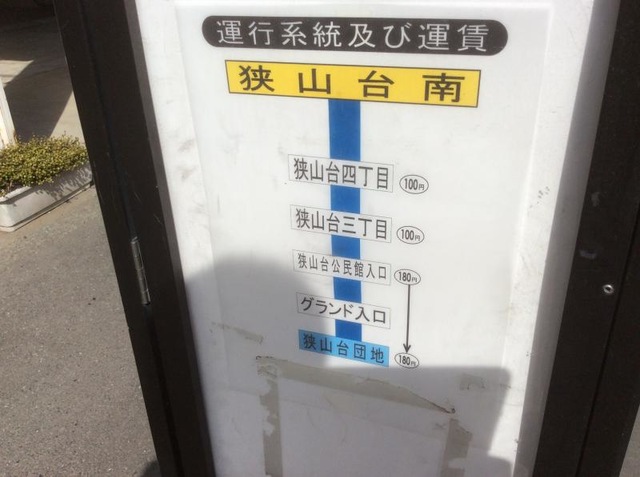 運行系統及び運賃
狭山台南
狭山台四丁目 100円
狭山台三丁目 100円
狭山台公民館入口 180円
グランド入口
狭山台団地 180円